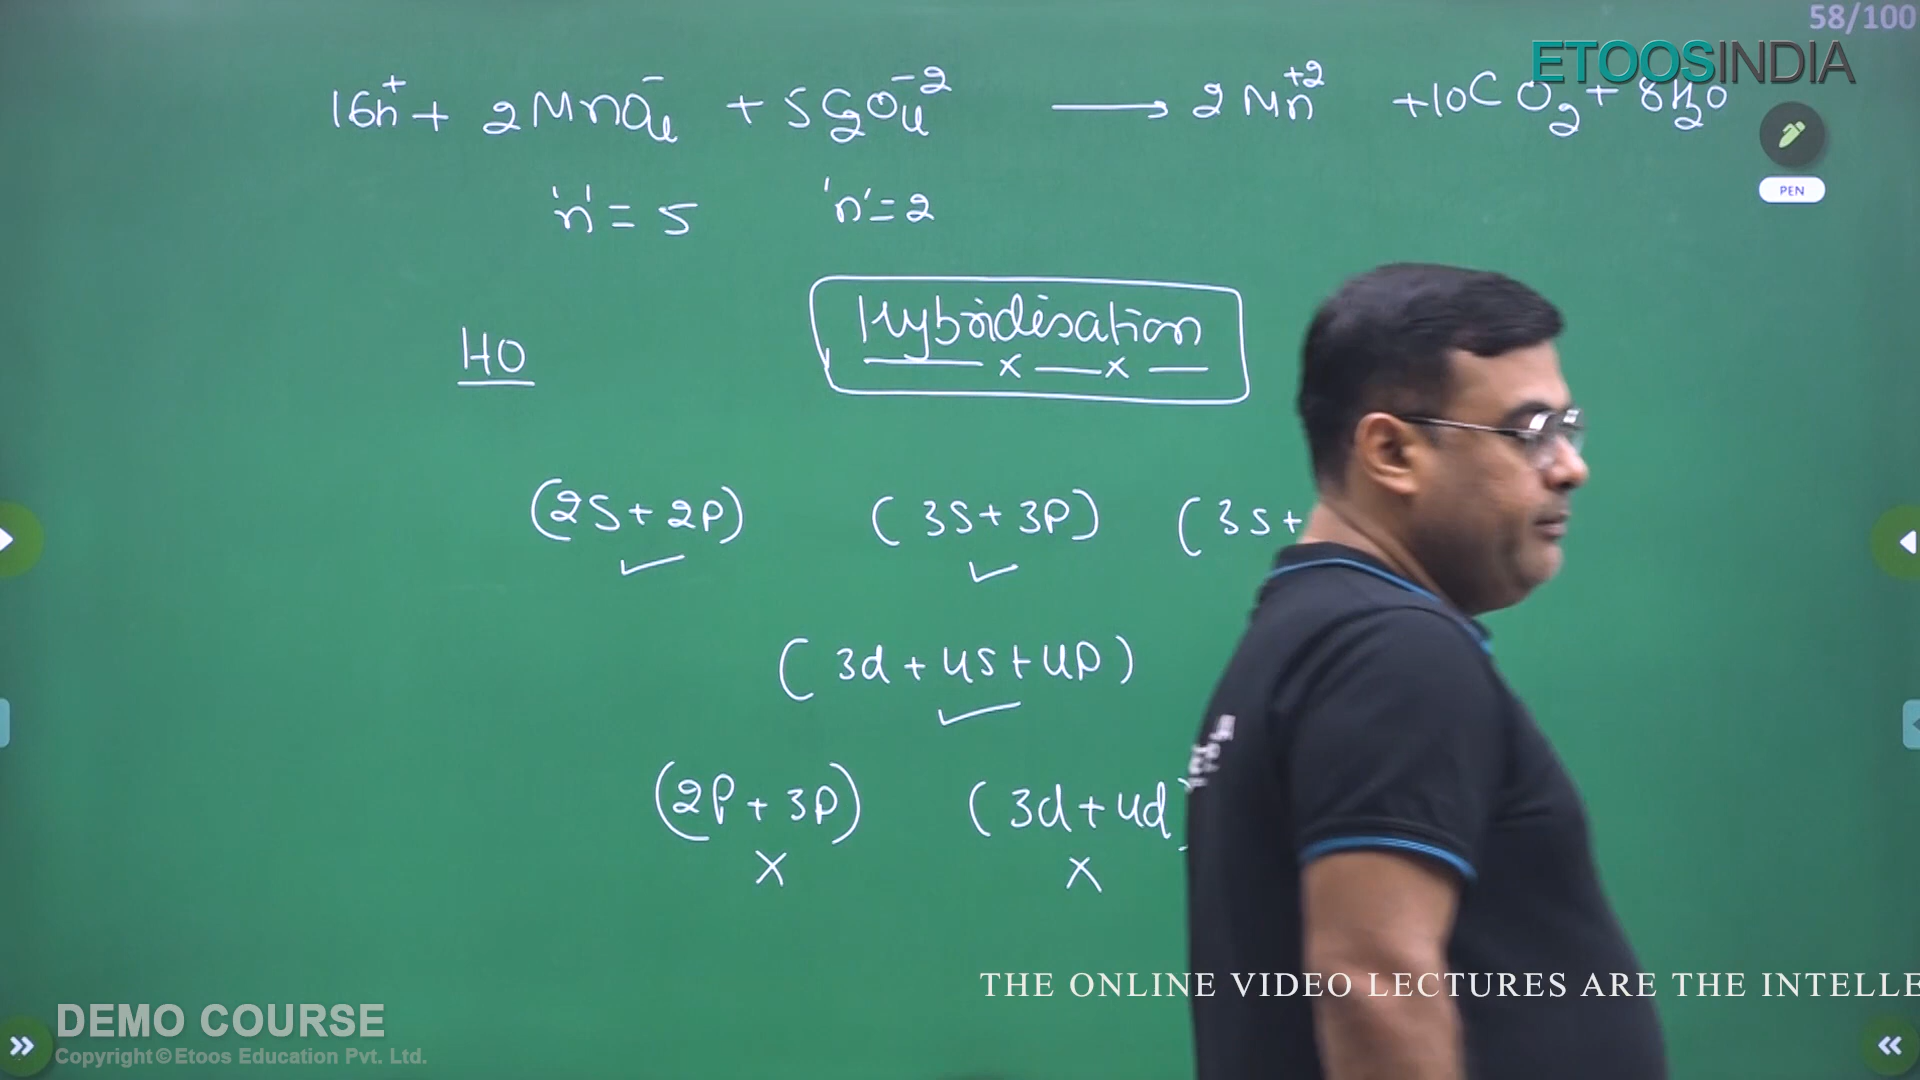 58/100
ETOOSINDIA
16H⁺ + 2MnO₄⁻ + 5C₂O₄⁻² → 2Mn⁺² + 10CO₂ + 8H₂O
PEN
'n' = 5 'n' = 2
Hybridisation
HO
(2s + 2p) (3s + 3p) (3s +
(3d + 4s + 4p)
(2p + 3p) (3d + 4d
X X
THE ONLINE VIDEO LECTURES ARE THE INTELLE
DEMO COURSE
Copyright © Etoos Education Pvt. Ltd.